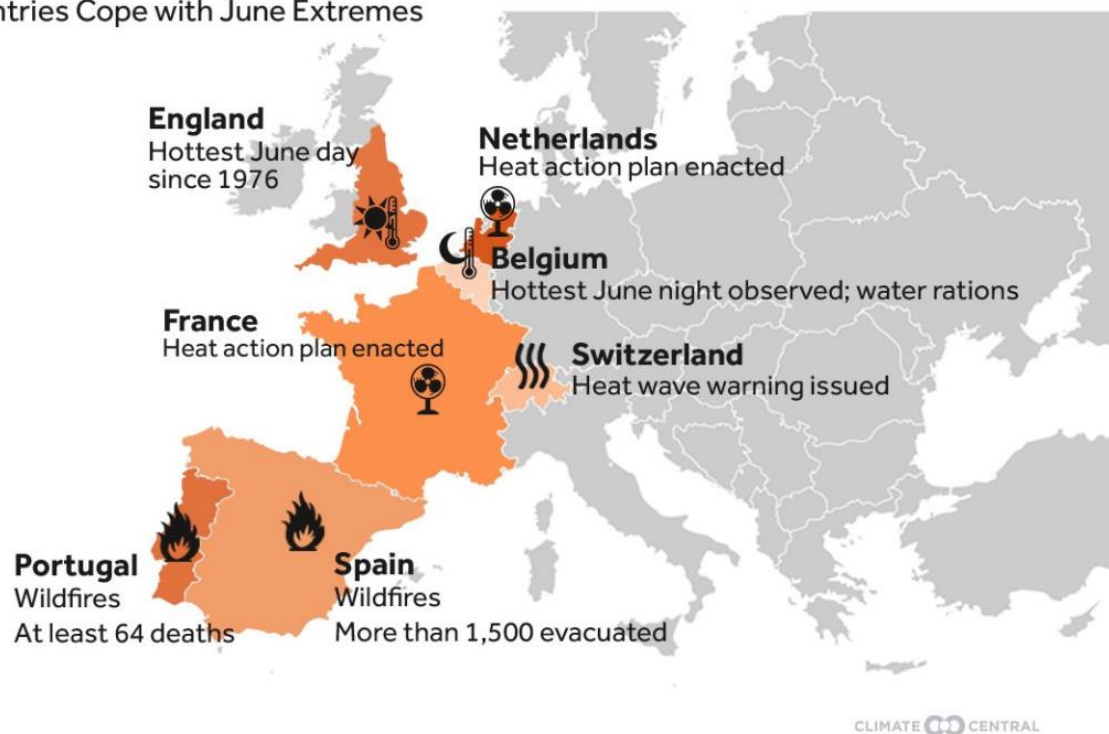 Cope with June Extremes
England
Hottest June day
since 1976
Netherlands
Heat action plan enacted
Belgium
Hottest June night observed; water rations
France
Heat action plan enacted
Switzerland
Heat wave warning issued
Portugal
Wildfires
At least 64 deaths
Spain
Wildfires
More than 1,500 evacuated
CLIMATE CENTRAL